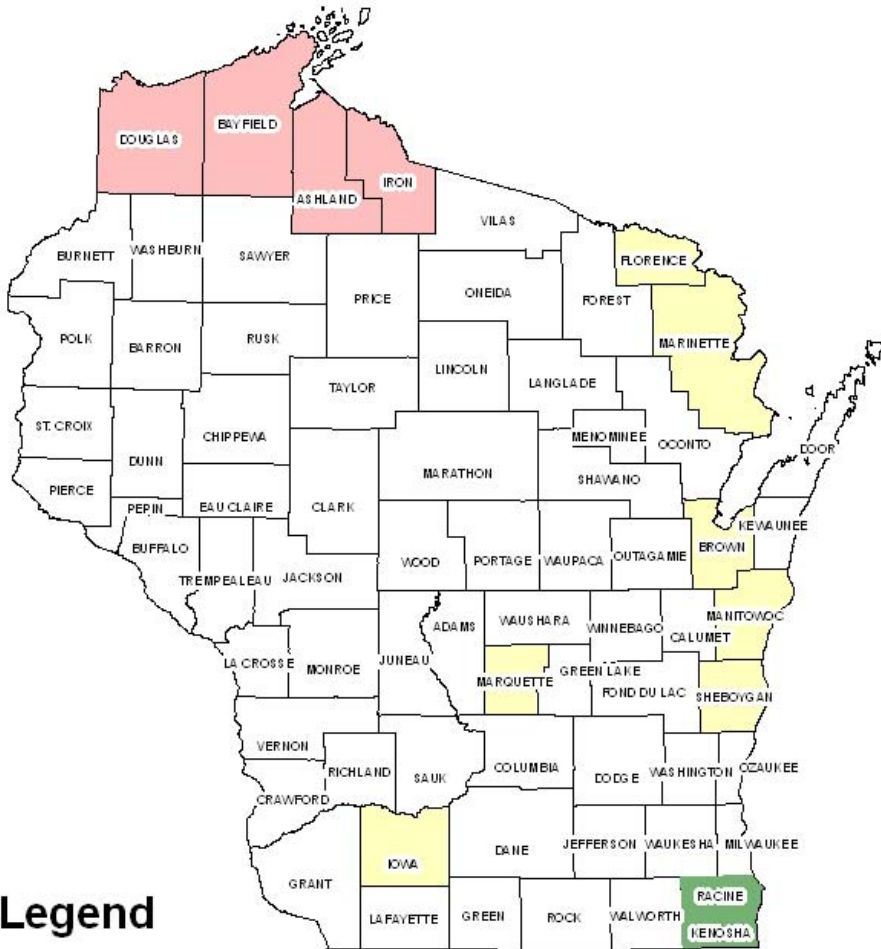 BAYFIELD
DOUGLAS
IRON
ASHLAND
VILAS
BURNETT
WASHBURN
SAWYER
FLORENCE
PRICE
ONEIDA
FOREST
POLK
BARRON
RUSK
MARINETTE
TAYLOR
LINCOLN
LANGLADE
ST. CROIX
CHIPPEWA
MENOMINEE
OCONTO
DOOR
DUNN
MARATHON
SHAWANO
PIERCE
PEPIN
EAU CLAIRE
CLARK
KEWAUNEE
BUFFALO
WOOD
PORTAGE
WAUPACA
OUTAGAMIE
BROWN
TREMPEALEAU
JACKSON
ADAMS
WAUSHARA
WINNEBAGO
CALUMET
MANITOWOC
LA CROSSE
MONROE
JUNEAU
MARQUETTE
GREEN LAKE
FOND DU LAC
SHEBOYGAN
VERNON
RICHLAND
SAUK
COLUMBIA
DODGE
WASHINGTON
OZAUKEE
CRAWFORD
IOWA
DANE
JEFFERSON
WAUKESHA
MILWAUKEE
GRANT
RACINE
LAFAYETTE
GREEN
ROCK
WALWORTH
KENOSHA
Legend